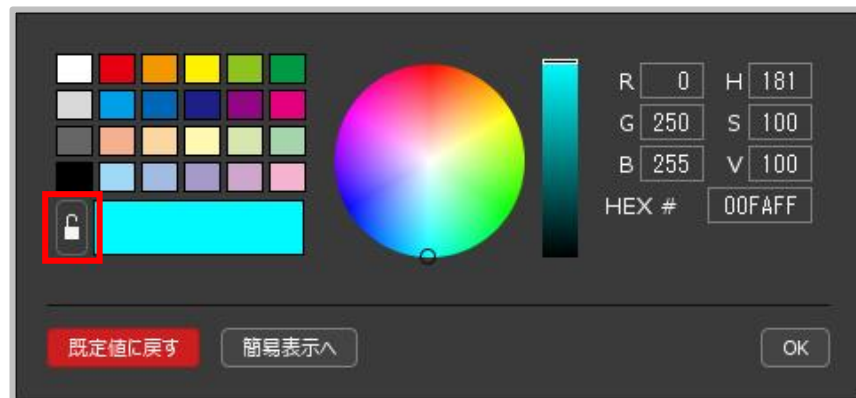 R 0 H 181
G 250 S 100
B 255 V 100
HEX # 00FAFF
既定値に戻す 簡易表示へ OK